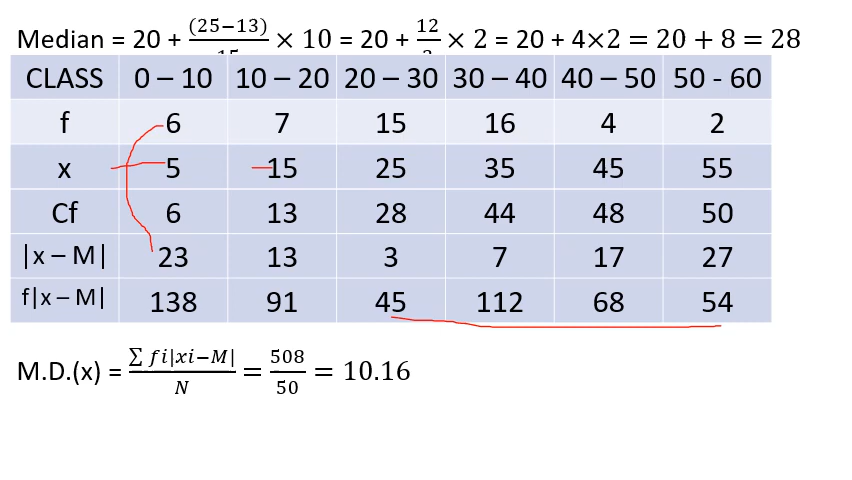 Median = 20 + (25−13)/15 × 10 = 20 + 12/3 × 2 = 20 + 4×2 = 20 + 8 = 28
CLASS 0 – 10 10 – 20 20 – 30 30 – 40 40 – 50 50 - 60
f 6 7 15 16 4 2
x 5 15 25 35 45 55
Cf 6 13 28 44 48 50
|x – M| 23 13 3 7 17 27
f|x – M| 138 91 45 112 68 54
M.D.(x) = ∑ fi|xi−M|/N = 508/50 = 10.16